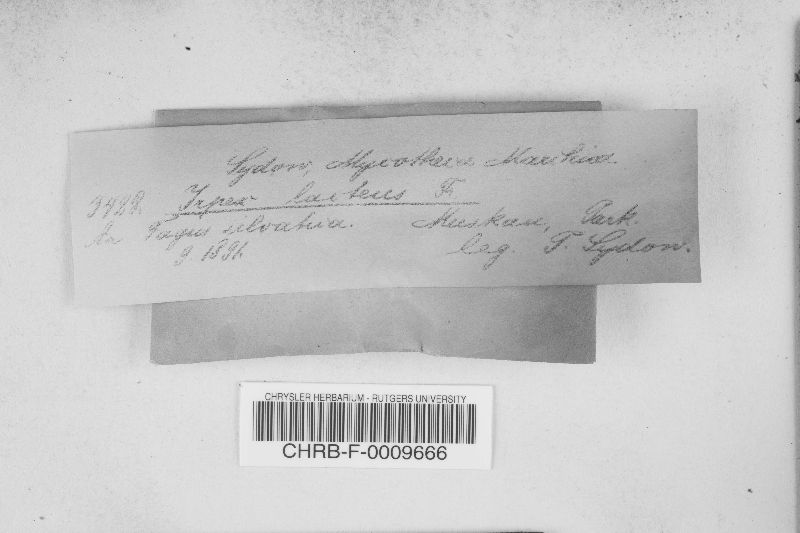 Sydow, Mycotheca Marchica.
Irpex lacteus Fr.
An Fagus silvatica. Muskau, Park.
9 1891. leg. P. Sydow.
CHRYSLER HERBARIUM - RUTGERS UNIVERSITY
CHRB-F-0009666